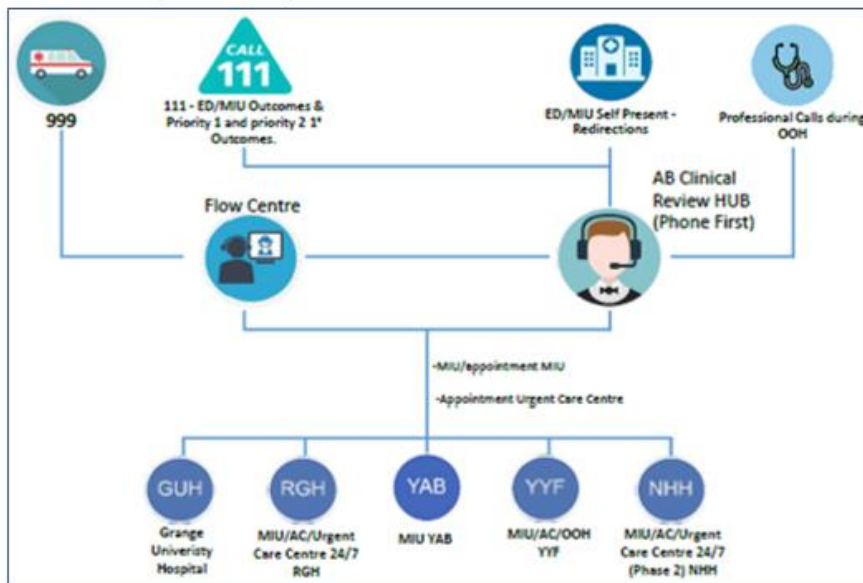 CALL
111
999
111 - ED/MIU Outcomes &
Priority 1 and priority 2 1°
Outcomes.
ED/MIU Self Present -
Redirections
Professional Calls during
OOH
Flow Centre
AB Clinical
Review HUB
(Phone First)
-MIU/appointment MIU
-Appointment Urgent Care Centre
GUH
RGH
YAB
YYF
NHH
Grange
Univeristy
Hospital
MIU/AC/Urgent
Care Centre 24/7
RGH
MIU YAB
MIU/AC/OOH
YYF
MIU/AC/Urgent
Care Centre 24/7
(Phase 2) NHH